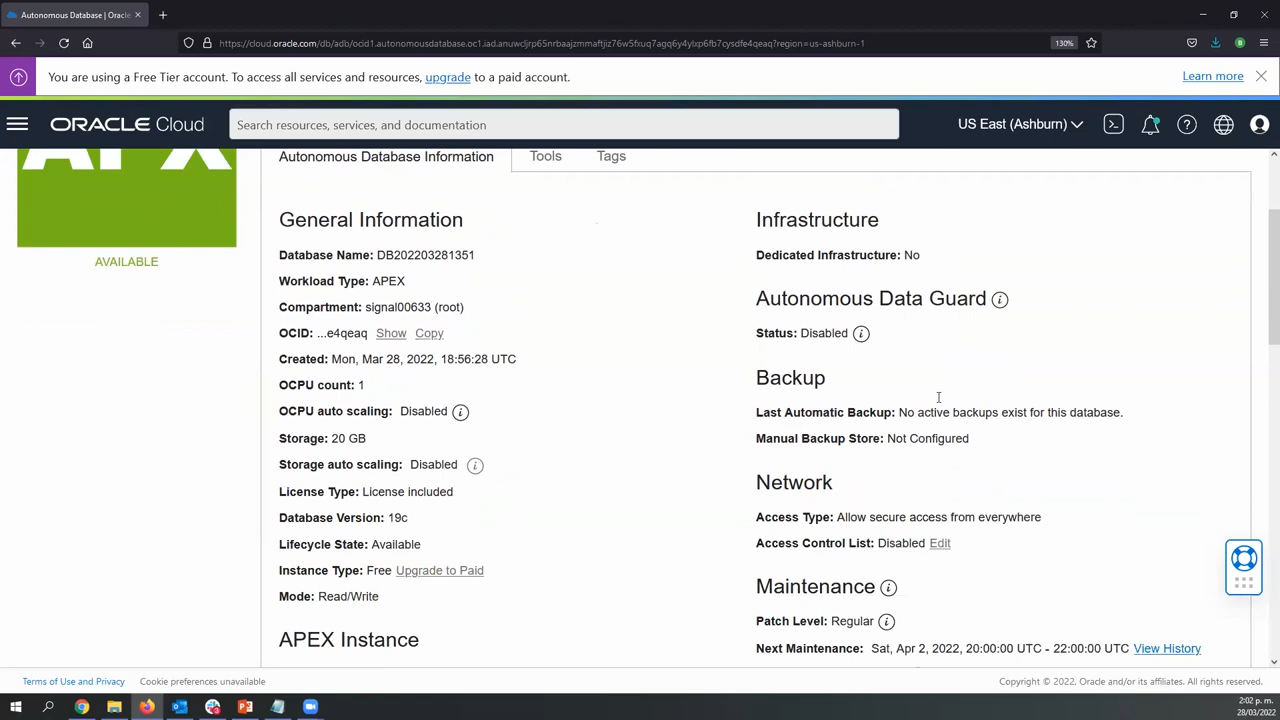 Autonomous Database | Oracle
https://cloud.oracle.com/db/adb/ocid1.autonomousdatabase.oc1.iad.anuwcljrp65nrbaajzmmaftjiz76w5fxuq7agq6y4ylxp6fb7cysdfe4qeaq?region=us-ashburn-1
130%
You are using a Free Tier account. To access all services and resources, upgrade to a paid account.
Learn more
ORACLE Cloud
Search resources, services, and documentation
US East (Ashburn)
APX
AVAILABLE
Autonomous Database Information
Tools
Tags
General Information
Database Name: DB202203281351
Workload Type: APEX
Compartment: signal00633 (root)
OCID: ...e4qeaq Show Copy
Created: Mon, Mar 28, 2022, 18:56:28 UTC
OCPU count: 1
OCPU auto scaling: Disabled
Storage: 20 GB
Storage auto scaling: Disabled
License Type: License included
Database Version: 19c
Lifecycle State: Available
Instance Type: Free Upgrade to Paid
Mode: Read/Write
APEX Instance
Infrastructure
Dedicated Infrastructure: No
Autonomous Data Guard
Status: Disabled
Backup
Last Automatic Backup: No active backups exist for this database.
Manual Backup Store: Not Configured
Network
Access Type: Allow secure access from everywhere
Access Control List: Disabled Edit
Maintenance
Patch Level: Regular
Next Maintenance: Sat, Apr 2, 2022, 20:00:00 UTC - 22:00:00 UTC View History
Terms of Use and Privacy
Cookie preferences unavailable
Copyright © 2022, Oracle and/or its affiliates. All rights reserved.
2:02 p. m.
28/03/2022